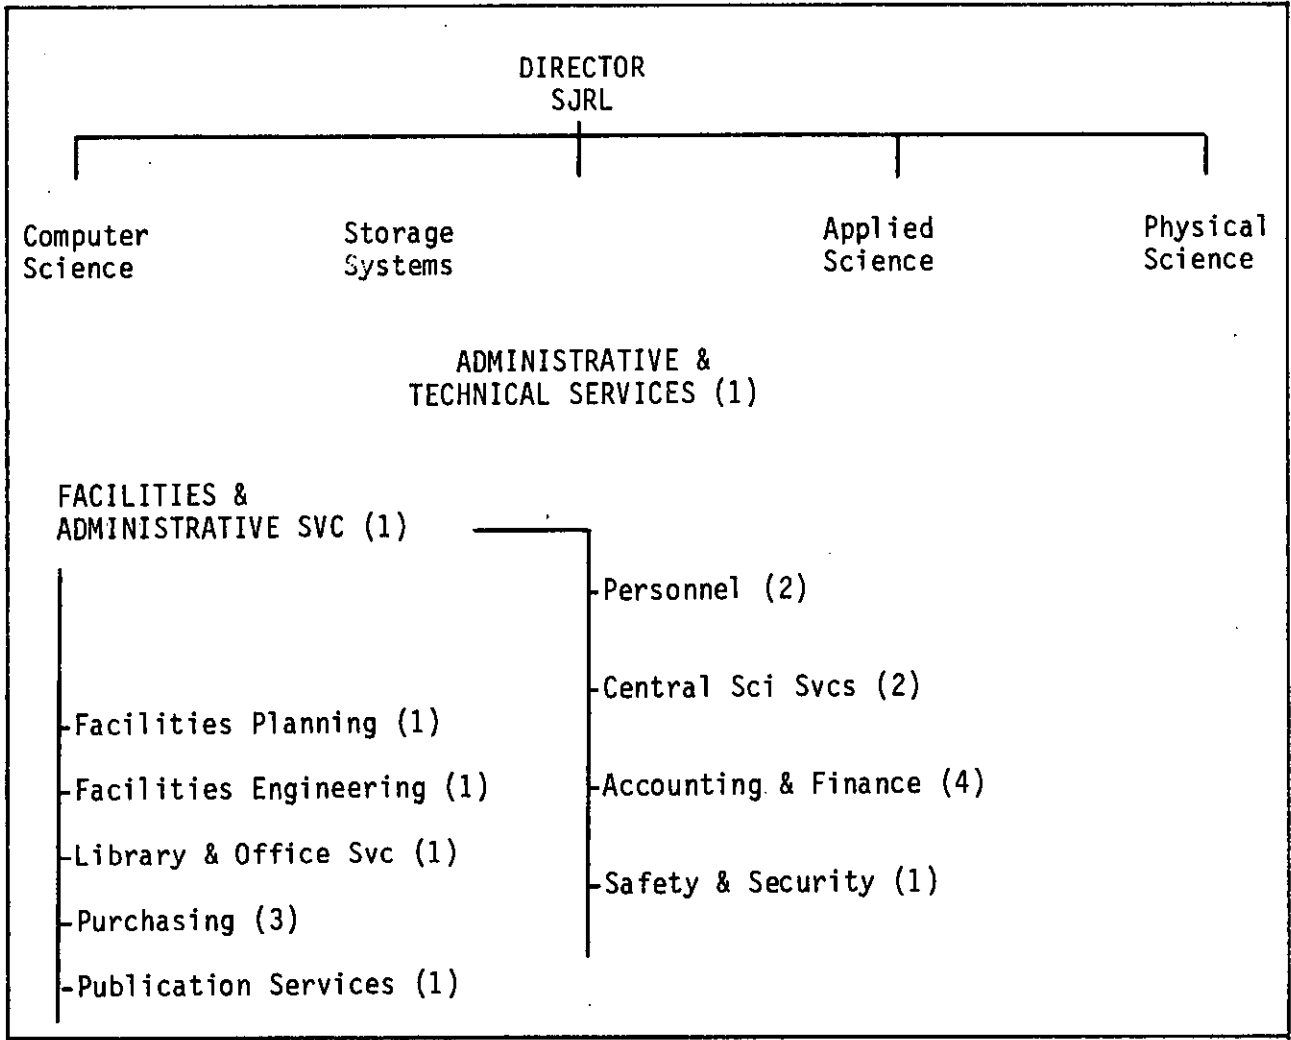 DIRECTOR
SJRL
Computer
Science
Storage
Systems
Applied
Science
Physical
Science
ADMINISTRATIVE &
TECHNICAL SERVICES (1)
FACILITIES &
ADMINISTRATIVE SVC (1)
Facilities Planning (1)
Facilities Engineering (1)
Library & Office Svc (1)
Purchasing (3)
Publication Services (1)
Personnel (2)
Central Sci Svcs (2)
Accounting & Finance (4)
Safety & Security (1)